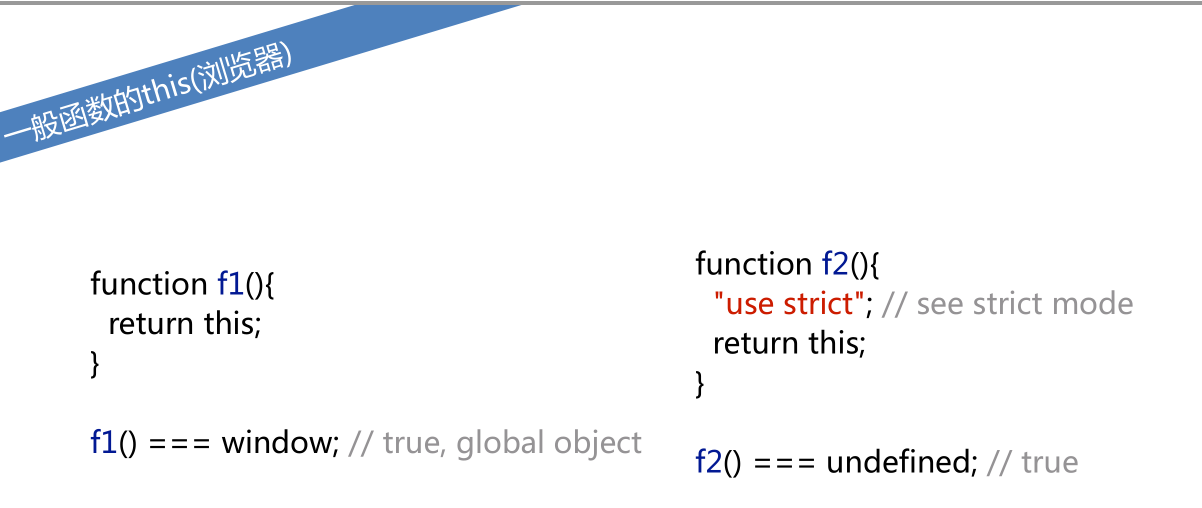 一般函数的this(浏览器)
function f1(){
  return this;
}
f1() === window; // true, global object
function f2(){
  "use strict"; // see strict mode
  return this;
}
f2() === undefined; // true